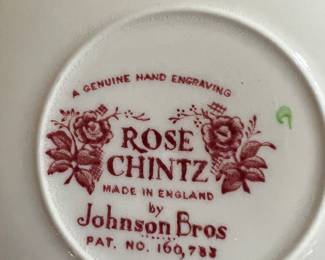 A GENUINE HAND ENGRAVING
ROSE
CHINTZ
MADE IN ENGLAND
by
Johnson Bros
PAT. NO. 160,783